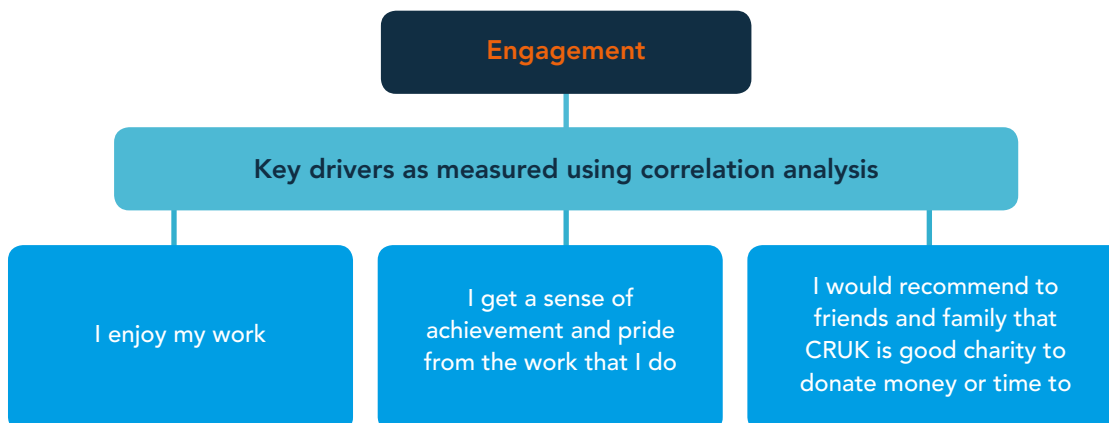 Engagement
Key drivers as measured using correlation analysis
I enjoy my work
I get a sense of
achievement and pride
from the work that I do
I would recommend to
friends and family that
CRUK is good charity to
donate money or time to